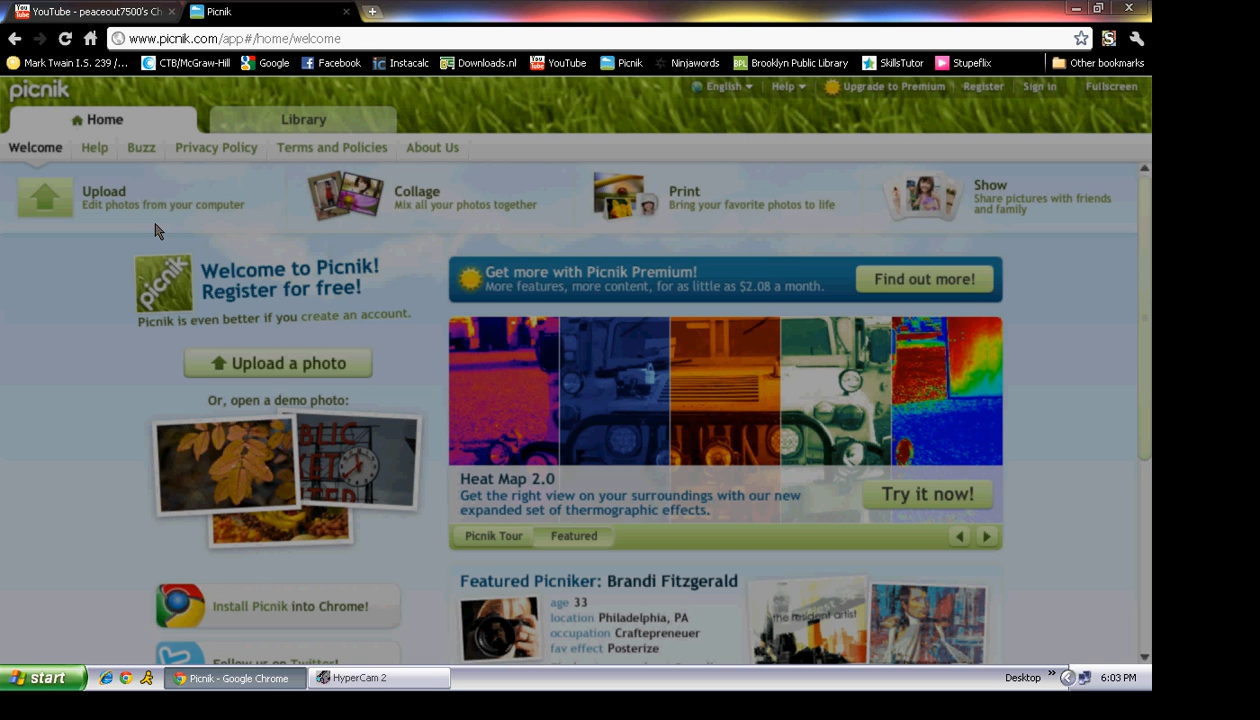 YouTube - peaceout7500's Ch
Picnik
www.picnik.com/app#/home/welcome
Mark Twain I.S. 239 /...
CTB/McGraw-Hill
Google
Facebook
Instacalc
Downloads.nl
YouTube
Picnik
Ninjawords
BPL Brooklyn Public Library
SkillsTutor
Stupeflix
Other bookmarks
picnik
English
Help
Upgrade to Premium
Register
Sign in
Fullscreen
Home
Library
Welcome
Help
Buzz
Privacy Policy
Terms and Policies
About Us
Upload
Edit photos from your computer
Collage
Mix all your photos together
Print
Bring your favorite photos to life
Show
Share pictures with friends
and family
picnik
Welcome to Picnik!
Register for free!
Picnik is even better if you create an account.
Upload a photo
Or, open a demo photo:
Get more with Picnik Premium!
More features, more content, for as little as $2.08 a month.
Find out more!
Heat Map 2.0
Get the right view on your surroundings with our new
expanded set of thermographic effects.
Try it now!
Picnik Tour
Featured
Install Picnik into Chrome!
Follow us on Twitter!
Featured Picniker: Brandi Fitzgerald
age 33
location Philadelphia, PA
occupation Craftepreneuer
fav effect Posterize
the resident artist
start
Picnik - Google Chrome
HyperCam 2
Desktop
6:03 PM